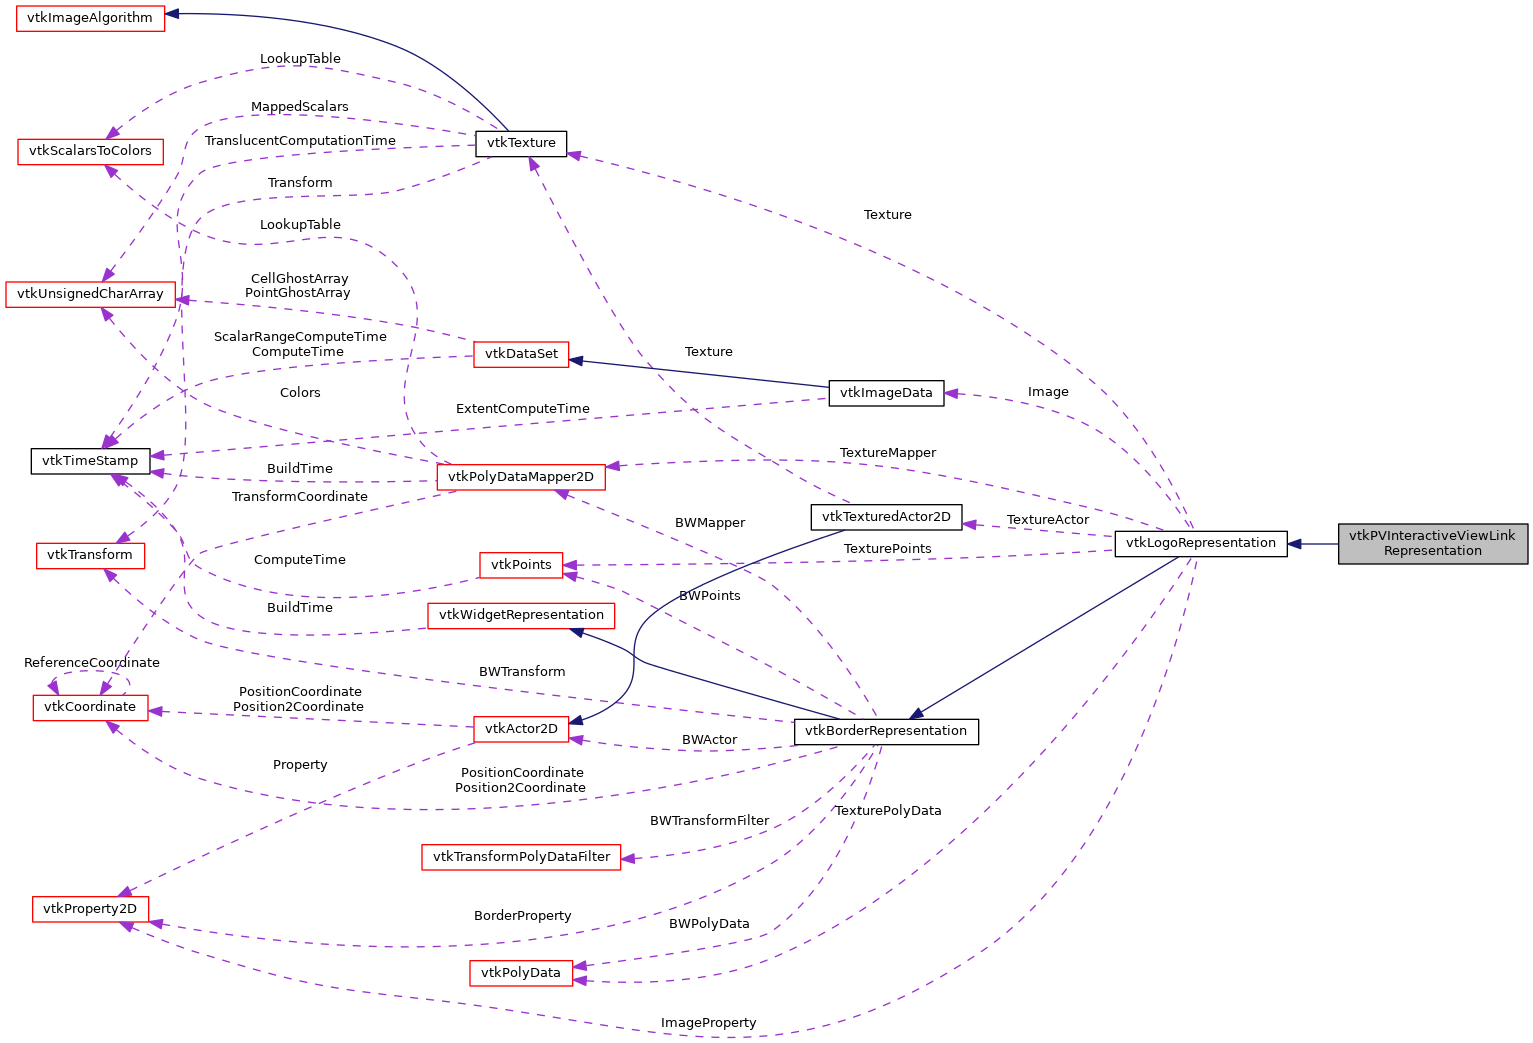 vtkImageAlgorithm
LookupTable
MappedScalars
TranslucentComputationTime
vtkTexture
vtkScalarsToColors
Transform
Texture
LookupTable
CellGhostArray
PointGhostArray
vtkUnsignedCharArray
ScalarRangeComputeTime
ComputeTime
vtkDataSet
Texture
vtkImageData
Image
Colors
ExtentComputeTime
TextureMapper
vtkTimeStamp
BuildTime
vtkPolyDataMapper2D
TransformCoordinate
BWMapper
vtkTexturedActor2D
TextureActor
vtkLogoRepresentation
vtkPVInteractiveViewLink
Representation
vtkTransform
ComputeTime
vtkPoints
TexturePoints
BuildTime
vtkWidgetRepresentation
BWPoints
ReferenceCoordinate
BWTransform
vtkCoordinate
PositionCoordinate
Position2Coordinate
vtkActor2D
BWActor
vtkBorderRepresentation
Property
PositionCoordinate
Position2Coordinate
TexturePolyData
BWTransformFilter
vtkTransformPolyDataFilter
vtkProperty2D
BorderProperty
BWPolyData
vtkPolyData
ImageProperty